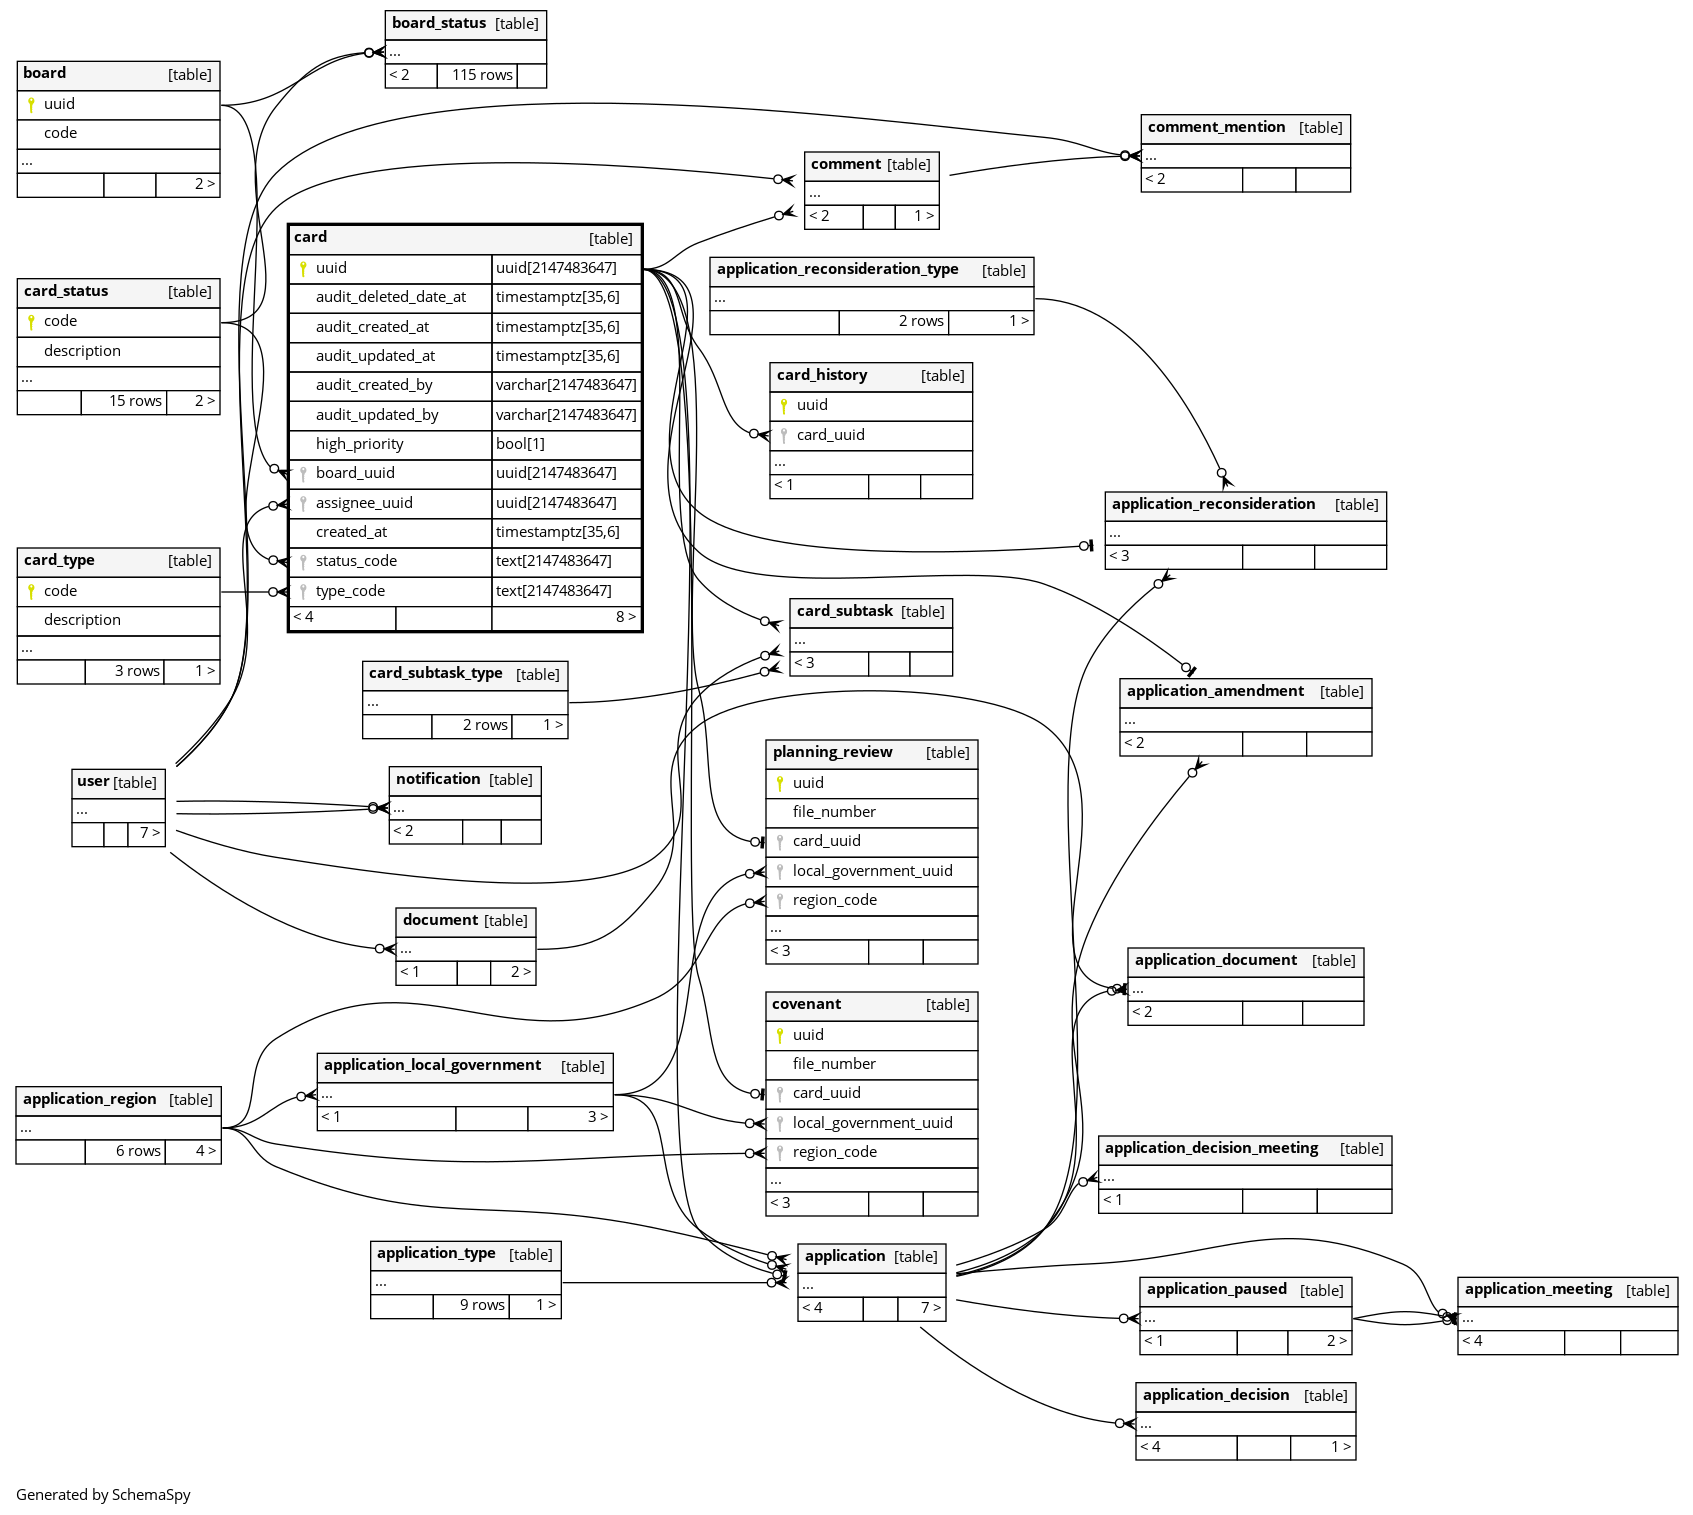 board_status [table]
...
< 2 115 rows
board [table]
uuid
code
...
2 >
comment_mention [table]
...
< 2
comment [table]
...
< 2 1 >
card [table]
uuid uuid[2147483647]
audit_deleted_date_at timestamptz[35,6]
audit_created_at timestamptz[35,6]
audit_updated_at timestamptz[35,6]
audit_created_by varchar[2147483647]
audit_updated_by varchar[2147483647]
high_priority bool[1]
board_uuid uuid[2147483647]
assignee_uuid uuid[2147483647]
created_at timestamptz[35,6]
status_code text[2147483647]
type_code text[2147483647]
< 4 8 >
application_reconsideration_type [table]
...
2 rows 1 >
card_status [table]
code
description
...
15 rows 2 >
card_history [table]
uuid
card_uuid
...
< 1
application_reconsideration [table]
...
< 3
card_type [table]
code
description
...
3 rows 1 >
card_subtask [table]
...
< 3
card_subtask_type [table]
...
2 rows 1 >
application_amendment [table]
...
< 2
planning_review [table]
uuid
file_number
card_uuid
local_government_uuid
region_code
...
< 3
user [table]
...
7 >
notification [table]
...
< 2
document [table]
...
< 1 2 >
application_document [table]
...
< 2
covenant [table]
uuid
file_number
card_uuid
local_government_uuid
region_code
...
< 3
application_local_government [table]
...
< 1 3 >
application_region [table]
...
6 rows 4 >
application_decision_meeting [table]
...
< 1
application_type [table]
...
9 rows 1 >
application [table]
...
< 4 7 >
application_paused [table]
...
< 1 2 >
application_meeting [table]
...
< 4
application_decision [table]
...
< 4 1 >
Generated by SchemaSpy